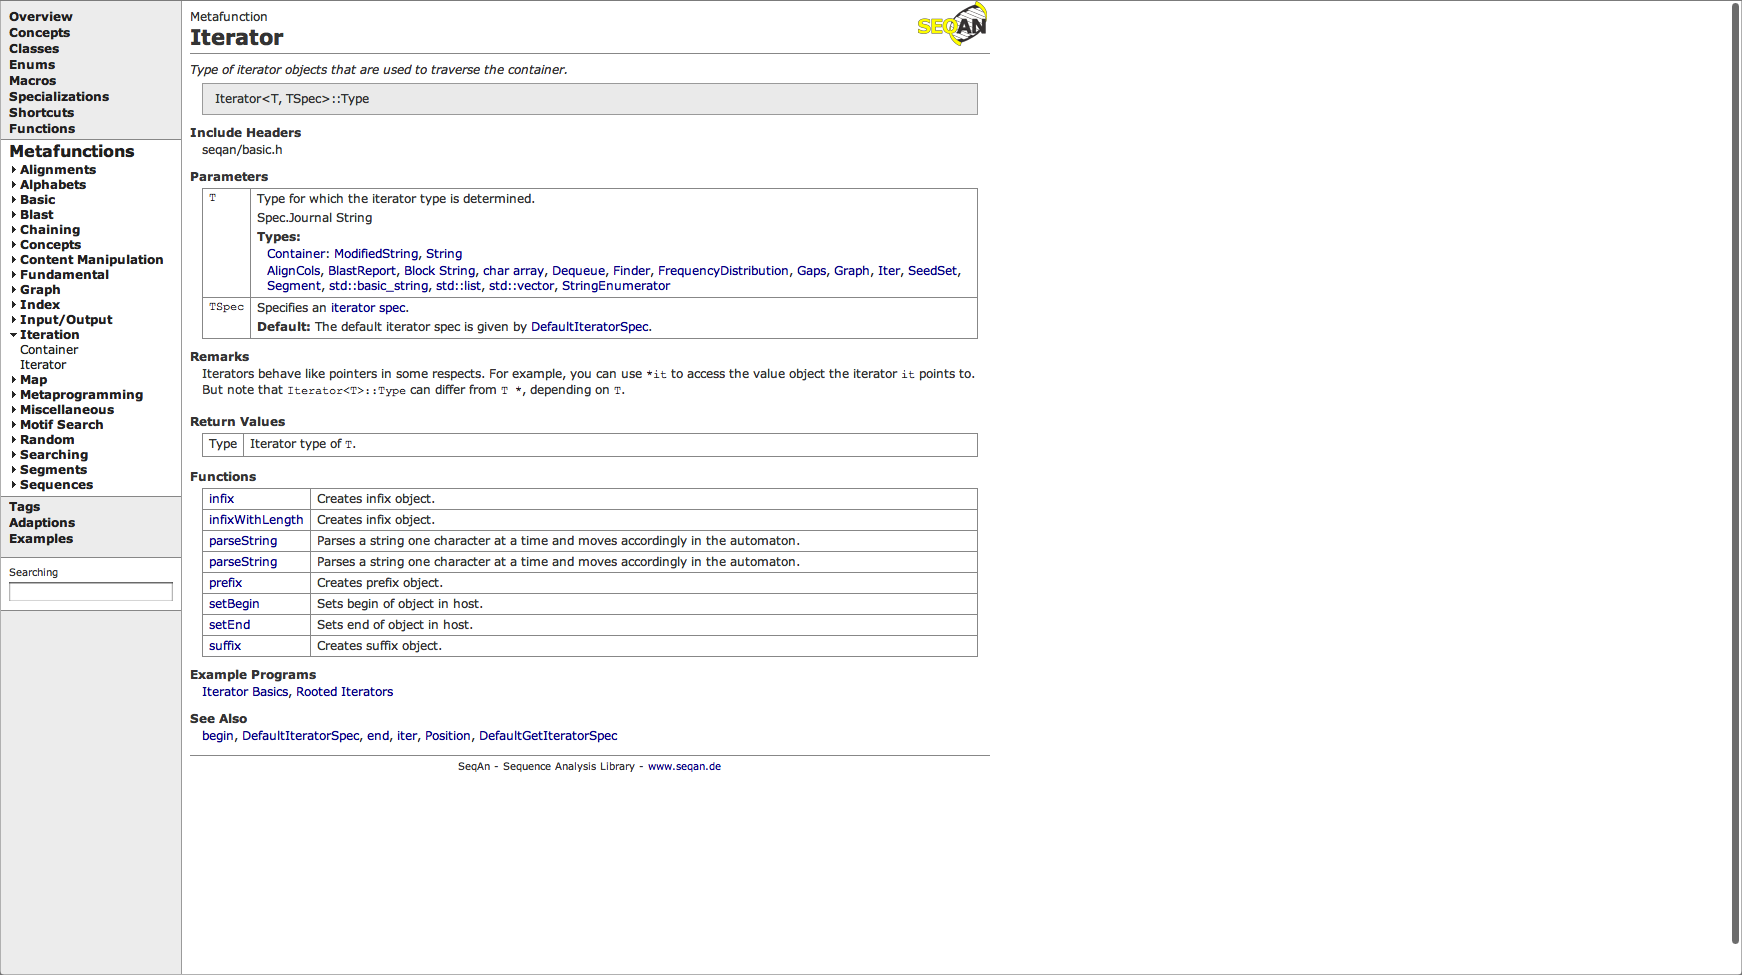 Overview
Concepts
Classes
Enums
Macros
Specializations
Shortcuts
Functions
Metafunctions
Alignments
Alphabets
Basic
Blast
Chaining
Concepts
Content Manipulation
Fundamental
Graph
Index
Input/Output
Iteration
Container
Iterator
Map
Metaprogramming
Miscellaneous
Motif Search
Random
Searching
Segments
Sequences
Tags
Adaptions
Examples
Searching
Metafunction
Iterator
SEQAN
Type of iterator objects that are used to traverse the container.
Iterator<T, TSpec>::Type
Include Headers
seqan/basic.h
Parameters
T Type for which the iterator type is determined.
Spec.Journal String
Types:
Container: ModifiedString, String
AlignCols, BlastReport, Block String, char array, Dequeue, Finder, FrequencyDistribution, Gaps, Graph, Iter, SeedSet,
Segment, std::basic_string, std::list, std::vector, StringEnumerator
TSpec Specifies an iterator spec.
Default: The default iterator spec is given by DefaultIteratorSpec.
Remarks
Iterators behave like pointers in some respects. For example, you can use *it to access the value object the iterator it points to.
But note that Iterator<T>::Type can differ from T *, depending on T.
Return Values
Type Iterator type of T.
Functions
infix Creates infix object.
infixWithLength Creates infix object.
parseString Parses a string one character at a time and moves accordingly in the automaton.
parseString Parses a string one character at a time and moves accordingly in the automaton.
prefix Creates prefix object.
setBegin Sets begin of object in host.
setEnd Sets end of object in host.
suffix Creates suffix object.
Example Programs
Iterator Basics, Rooted Iterators
See Also
begin, DefaultIteratorSpec, end, iter, Position, DefaultGetIteratorSpec
SeqAn - Sequence Analysis Library - www.seqan.de